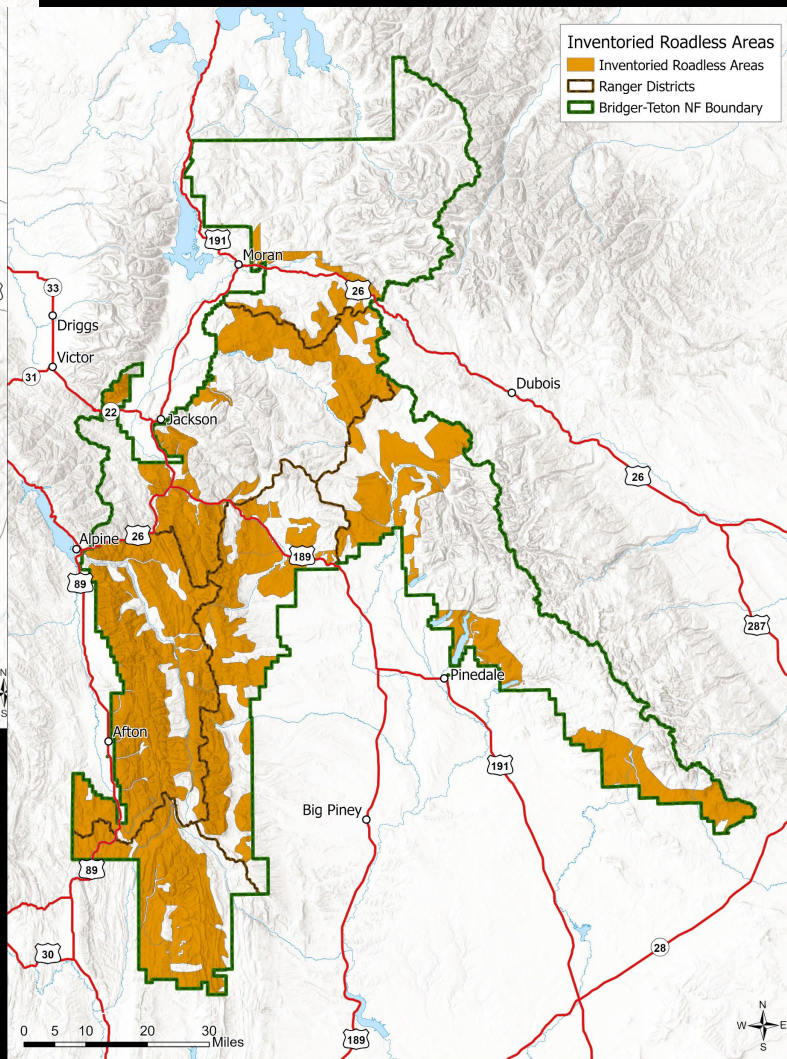 Inventoried Roadless Areas
Inventoried Roadless Areas
Ranger Districts
Bridger-Teton NF Boundary
191
Moran
33
26
Driggs
Victor
31
Dubois
22
Jackson
26
26
Alpine
189
89
287
N
S
Pinedale
Afton
191
Big Piney
89
30
28
N
W E
S
0 5 10 20 30
Miles
189